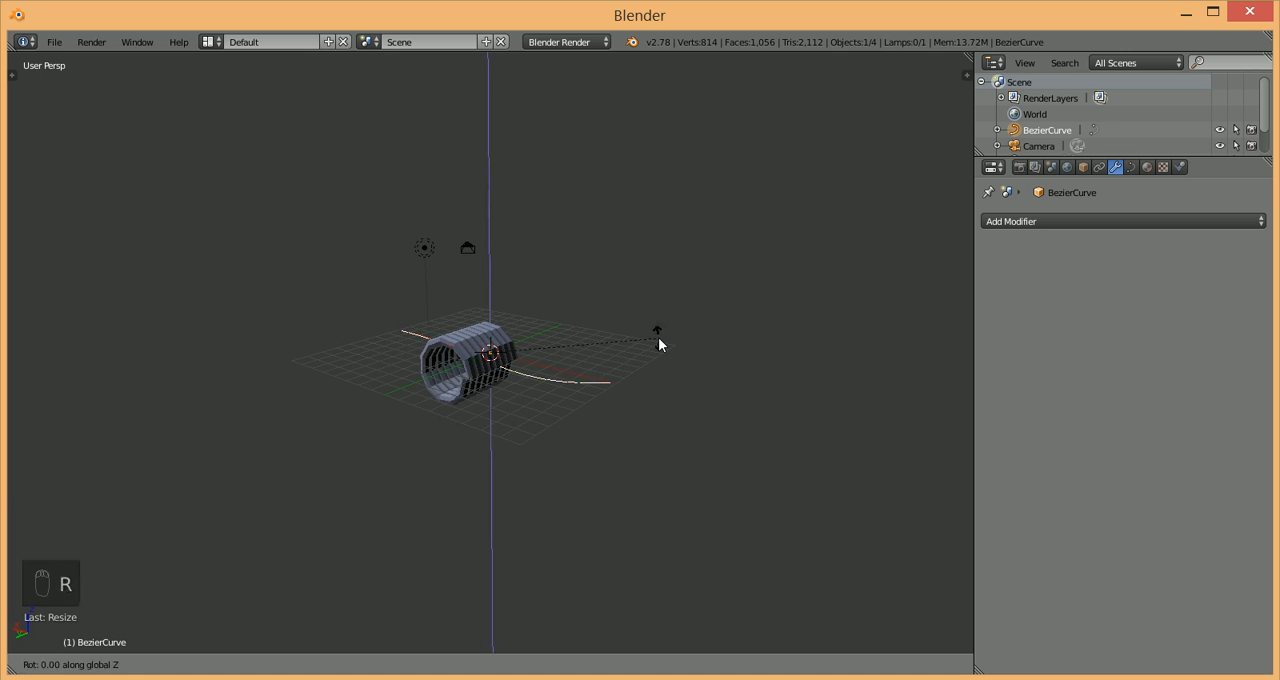 Blender
File Render Window Help Default Scene Blender Render v2.78 | Verts:814 | Faces:1,056 | Tris:2,112 | Objects:1/4 | Lamps:0/1 | Mem:13.72M | BezierCurve
User Persp
View Search All Scenes
Scene
RenderLayers
World
BezierCurve
Camera
BezierCurve
Add Modifier
R
Last: Resize
(1) BezierCurve
Rot: 0.00 along global Z